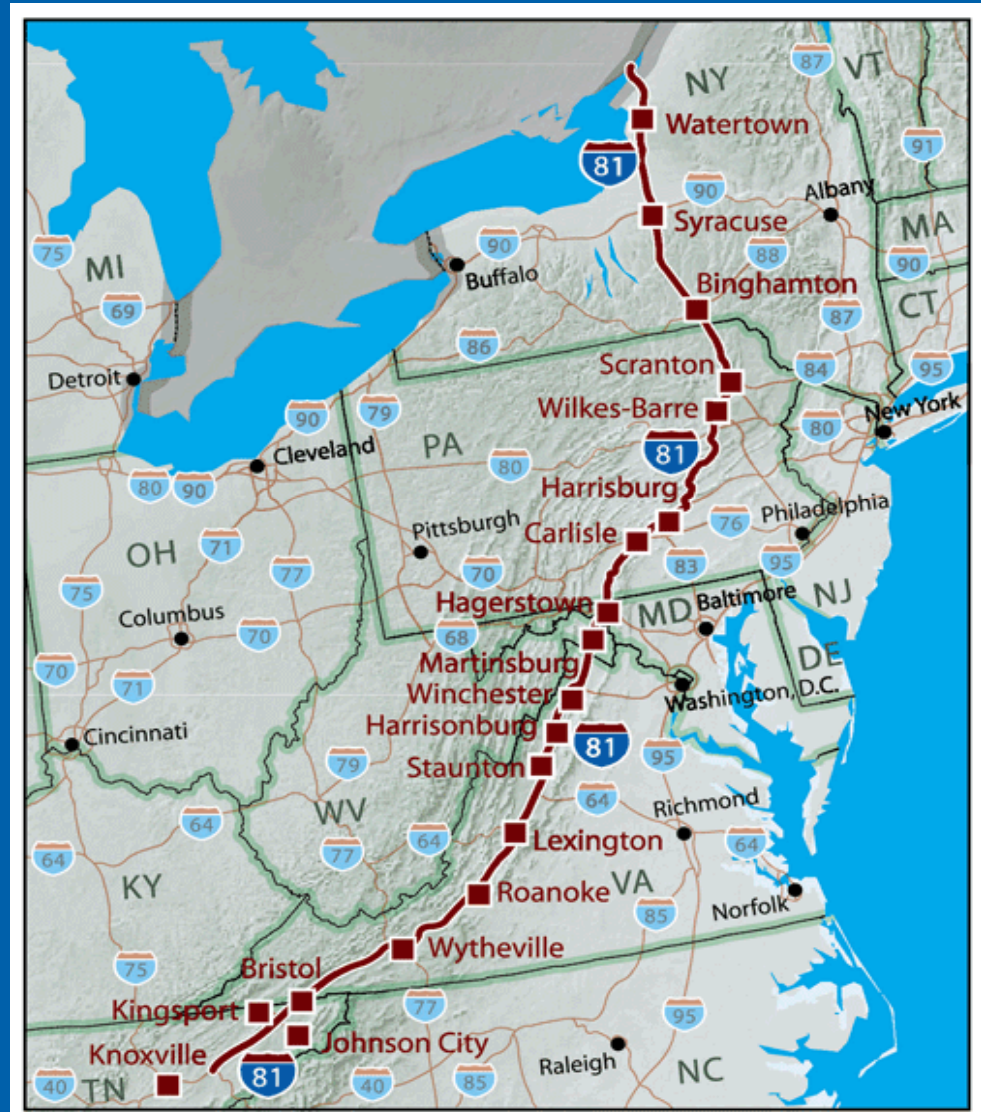 NY
87
VT
Watertown
91
81
90
Albany
75
Syracuse
MA
MI
90
88
90
Buffalo
69
Binghamton
CT
87
86
Detroit
Scranton
84
95
79
Wilkes-Barre
New York
90
80
Cleveland
PA
81
80
80
90
Harrisburg
Philadelphia
Pittsburgh
76
OH
71
Carlisle
75
77
70
83
95
Columbus
Hagerstown
MD
Baltimore
NJ
70
68
70
Martinsburg
DE
71
Winchester
Washington, D.C.
Cincinnati
Harrisonburg
81
79
95
Staunton
WV
64
Richmond
64
77
64
Lexington
64
64
KY
Roanoke
VA
Norfolk
85
Wytheville
75
Bristol
77
Kingsport
95
Knoxville
Johnson City
Raleigh
NC
40
TN
81
40
85